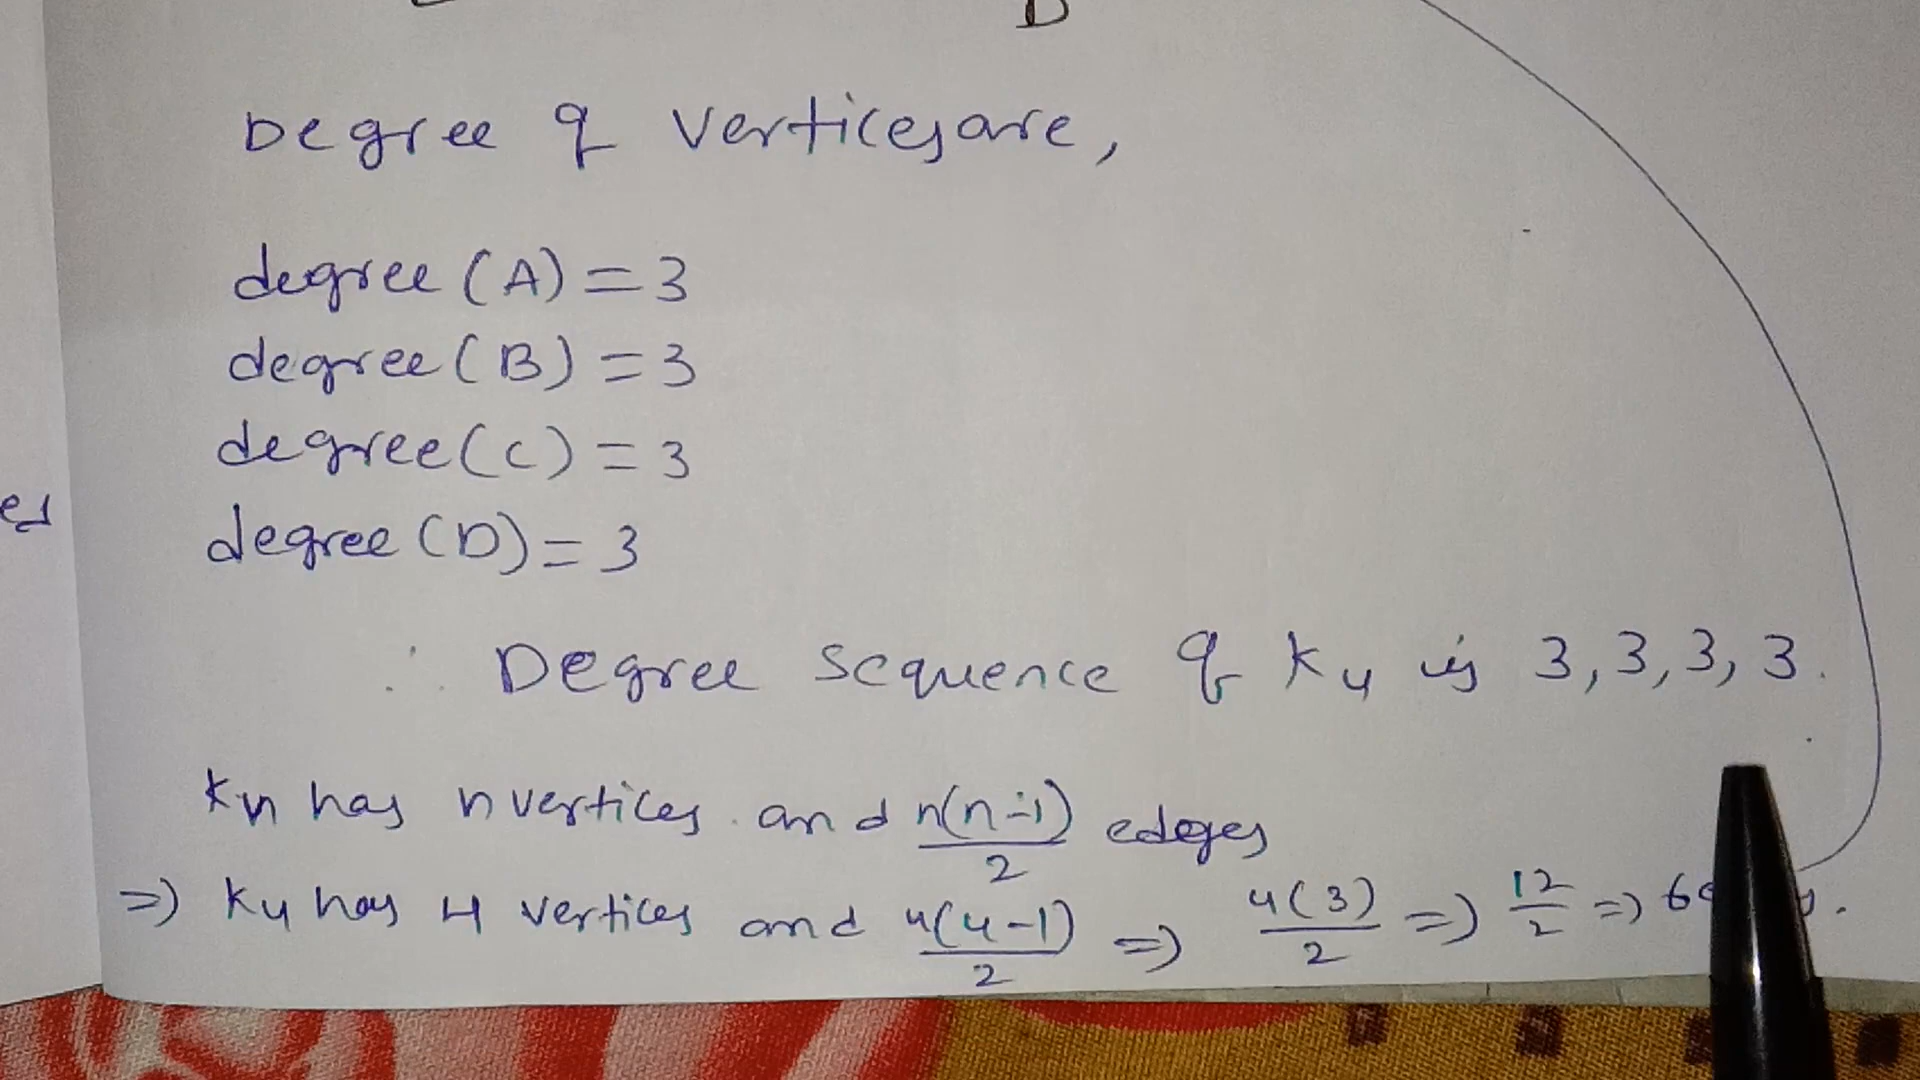 D
Degree of vertices are,
degree (A) = 3
degree (B) = 3
degree (C) = 3
es
degree (D) = 3
∴ Degree sequence of K4 is 3, 3, 3, 3.
Kn has n vertices and n(n-1)/2 edges
=> K4 has 4 vertices and 4(4-1)/2 => 4(3)/2 => 12/2 => 6